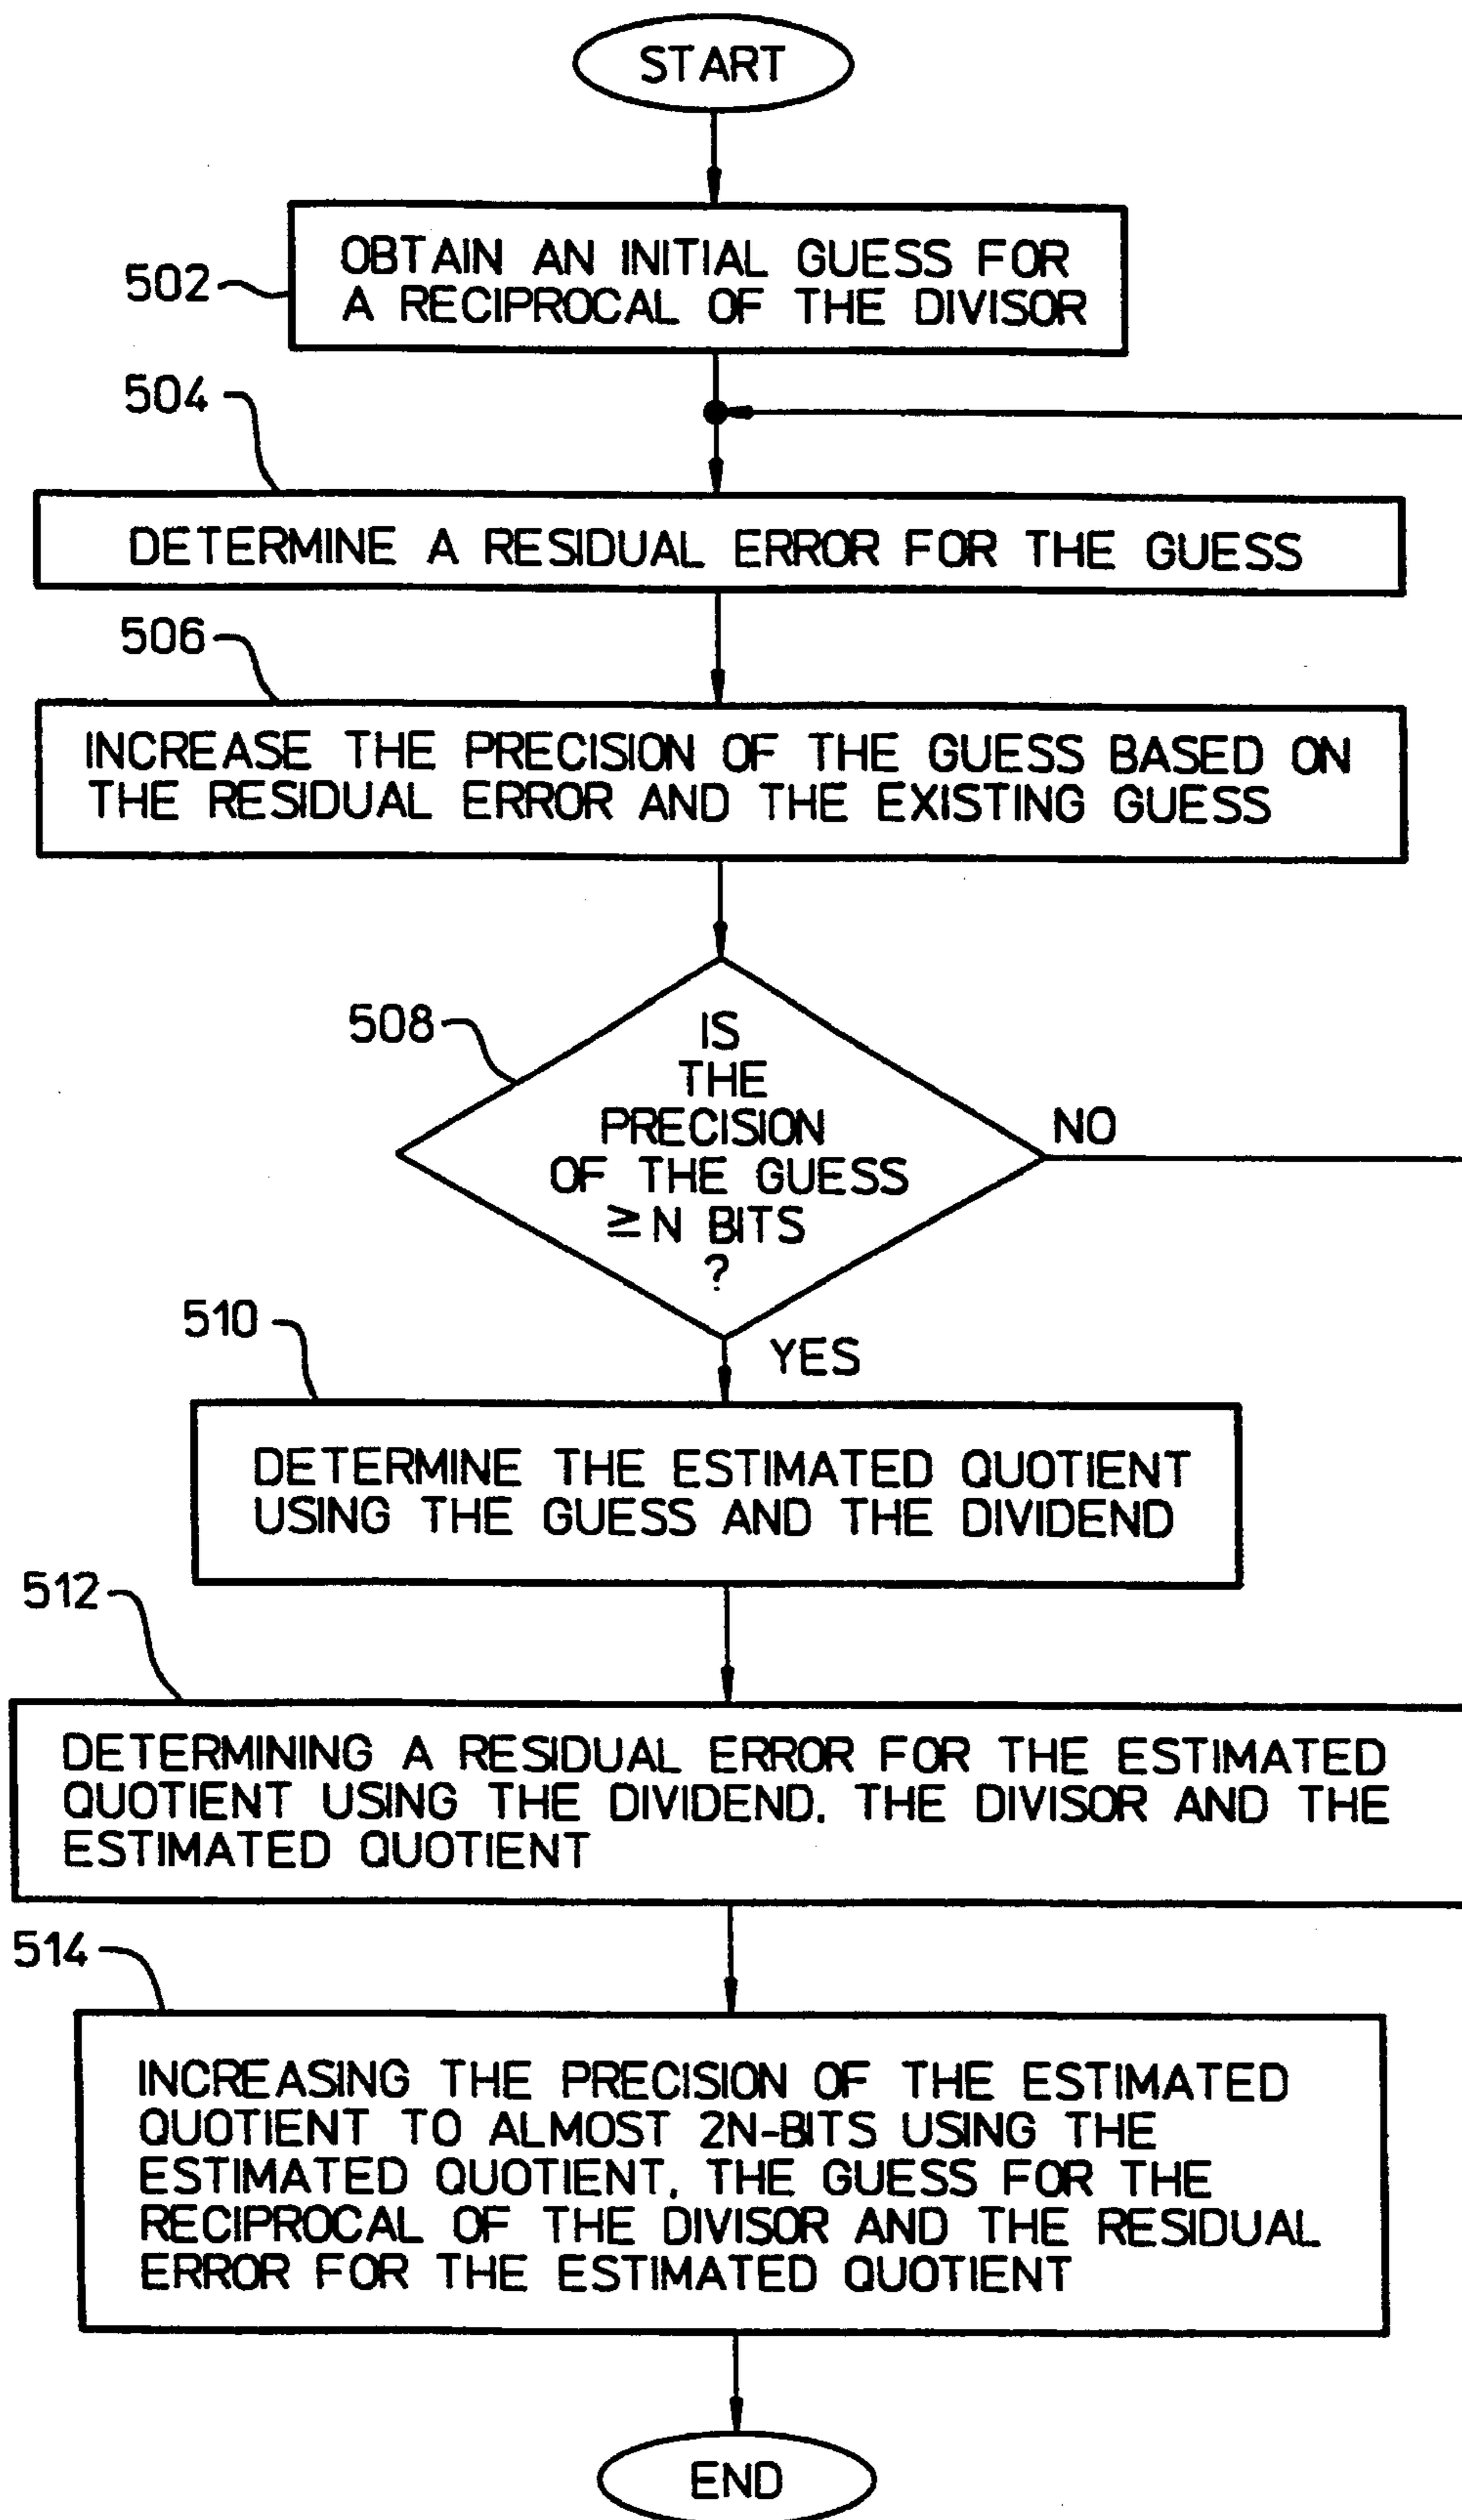 START
502
OBTAIN AN INITIAL GUESS FOR
A RECIPROCAL OF THE DIVISOR
504
DETERMINE A RESIDUAL ERROR FOR THE GUESS
506
INCREASE THE PRECISION OF THE GUESS BASED ON
THE RESIDUAL ERROR AND THE EXISTING GUESS
508
IS
THE
PRECISION
OF THE GUESS
≥N BITS
?
NO
YES
510
DETERMINE THE ESTIMATED QUOTIENT
USING THE GUESS AND THE DIVIDEND
512
DETERMINING A RESIDUAL ERROR FOR THE ESTIMATED
QUOTIENT USING THE DIVIDEND, THE DIVISOR AND THE
ESTIMATED QUOTIENT
514
INCREASING THE PRECISION OF THE ESTIMATED
QUOTIENT TO ALMOST 2N-BITS USING THE
ESTIMATED QUOTIENT, THE GUESS FOR THE
RECIPROCAL OF THE DIVISOR AND THE RESIDUAL
ERROR FOR THE ESTIMATED QUOTIENT
END